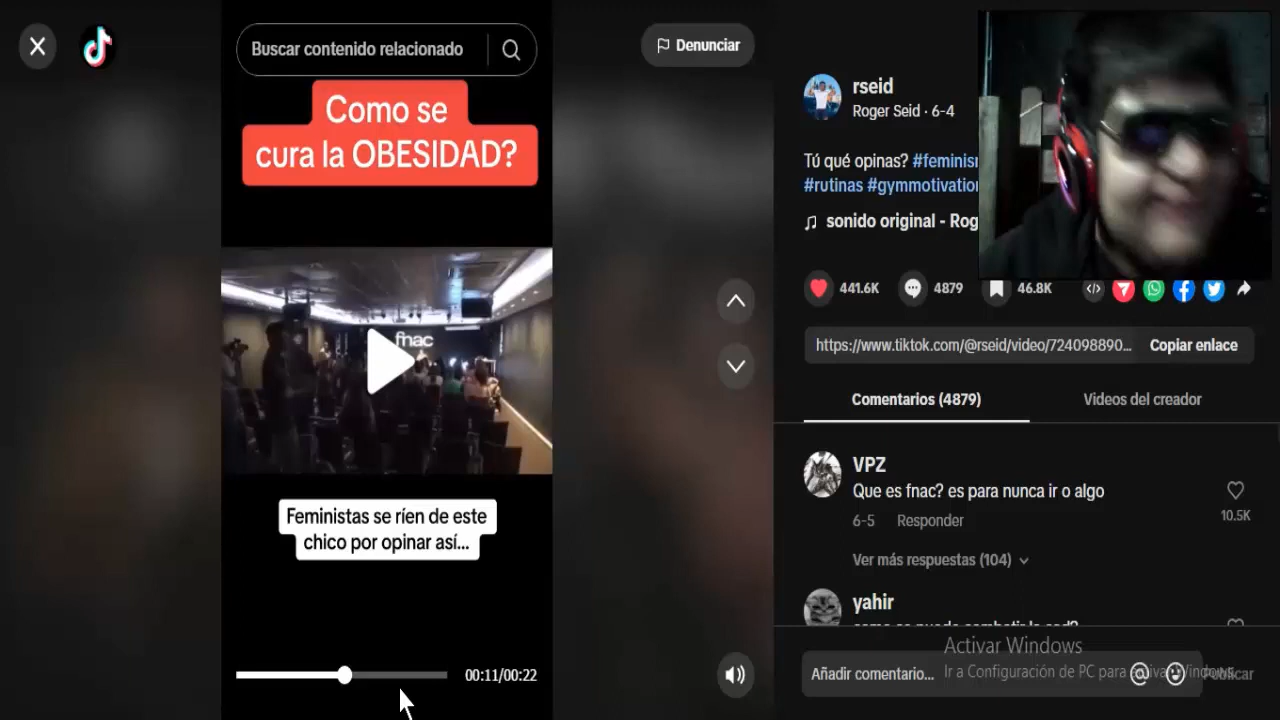 Buscar contenido relacionado
Denunciar
Como se
cura la OBESIDAD?
fnac
Feministas se ríen de este
chico por opinar así...
00:11/00:22
rseid
Roger Seid · 6-4
Tú qué opinas? #feminis
#rutinas #gymmotivation
sonido original - Rog
441.6K
4879
46.8K
https://www.tiktok.com/@rseid/video/724098890...
Copiar enlace
Comentarios (4879)
Videos del creador
VPZ
Que es fnac? es para nunca ir o algo
6-5 Responder
10.5K
Ver más respuestas (104)
yahir
Activar Windows
Añadir comentario...
Ir a Configuración de PC para activar Windows.
Publicar